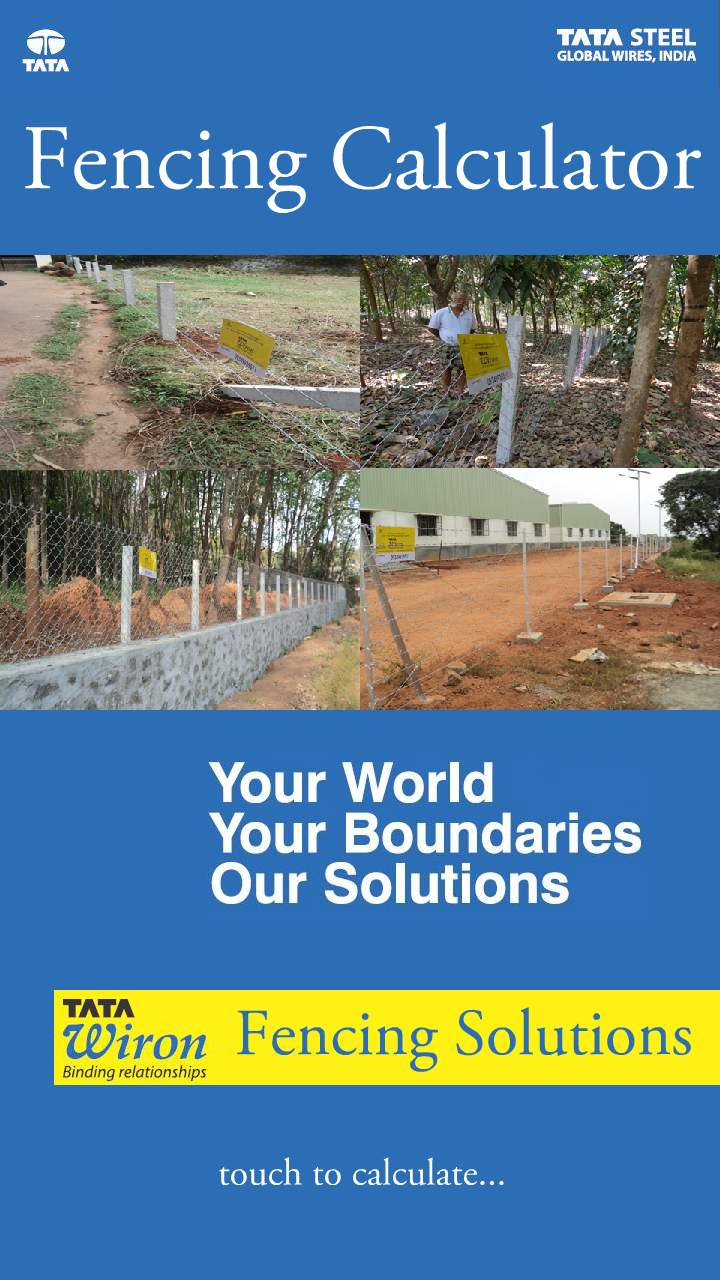 TATA
TATA STEEL
GLOBAL WIRES, INDIA
Fencing Calculator
Your World
Your Boundaries
Our Solutions
TATA
Wiron
Binding relationships
Fencing Solutions
touch to calculate...